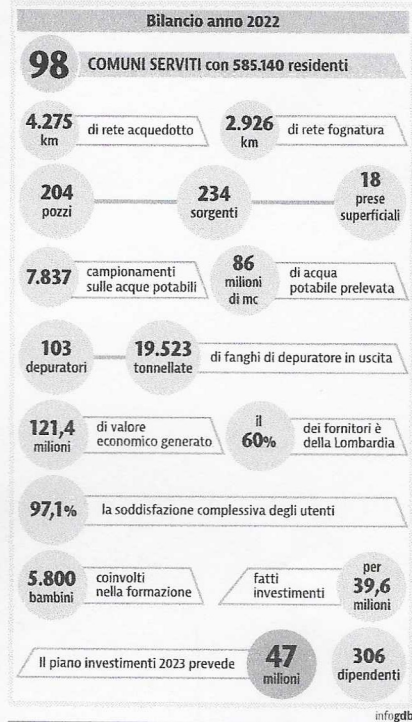 Bilancio anno 2022
98 COMUNI SERVITI con 585.140 residenti
4.275
km
di rete acquedotto
2.926
km
di rete fognatura
204
pozzi
234
sorgenti
18
prese
superficiali
7.837
campionamenti
sulle acque potabili
86
milioni
di mc
di acqua
potabile prelevata
103
depuratori
19.523
tonnellate
di fanghi di depuratore in uscita
121,4
milioni
di valore
economico generato
il
60%
dei fornitori è
della Lombardia
97,1%
la soddisfazione complessiva degli utenti
5.800
bambini
coinvolti
nella formazione
fatti
investimenti
per
39,6
milioni
Il piano investimenti 2023 prevede
47
milioni
306
dipendenti
infogdb